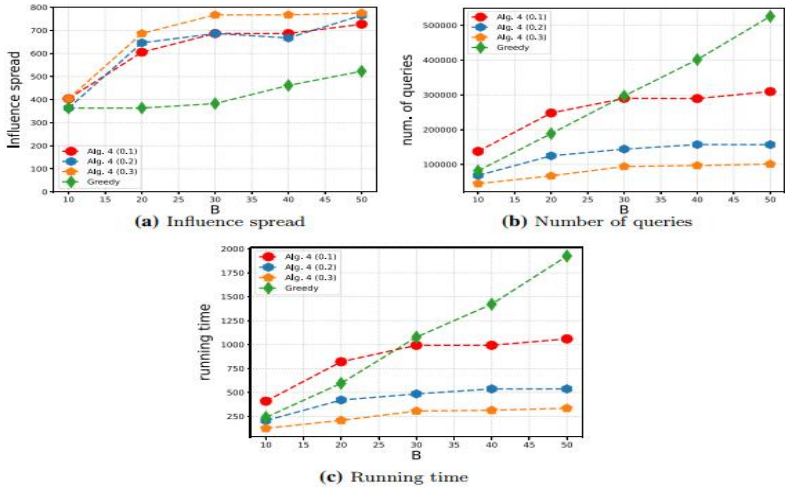 800
700
600
500
400
300
200
100
0
Influence spread
Alg. 4 (0.1)
Alg. 4 (0.2)
Alg. 4 (0.3)
Greedy
10 15 20 25 30 35 40 45 50
B
(a) Influence spread
500000
400000
300000
200000
100000
num. of queries
Alg. 4 (0.1)
Alg. 4 (0.2)
Alg. 4 (0.3)
Greedy
10 15 20 25 30 35 40 45 50
B
(b) Number of queries
2000
1750
1500
1250
1000
750
500
250
running time
Alg. 4 (0.1)
Alg. 4 (0.2)
Alg. 4 (0.3)
Greedy
10 15 20 25 30 35 40 45 50
B
(c) Running time